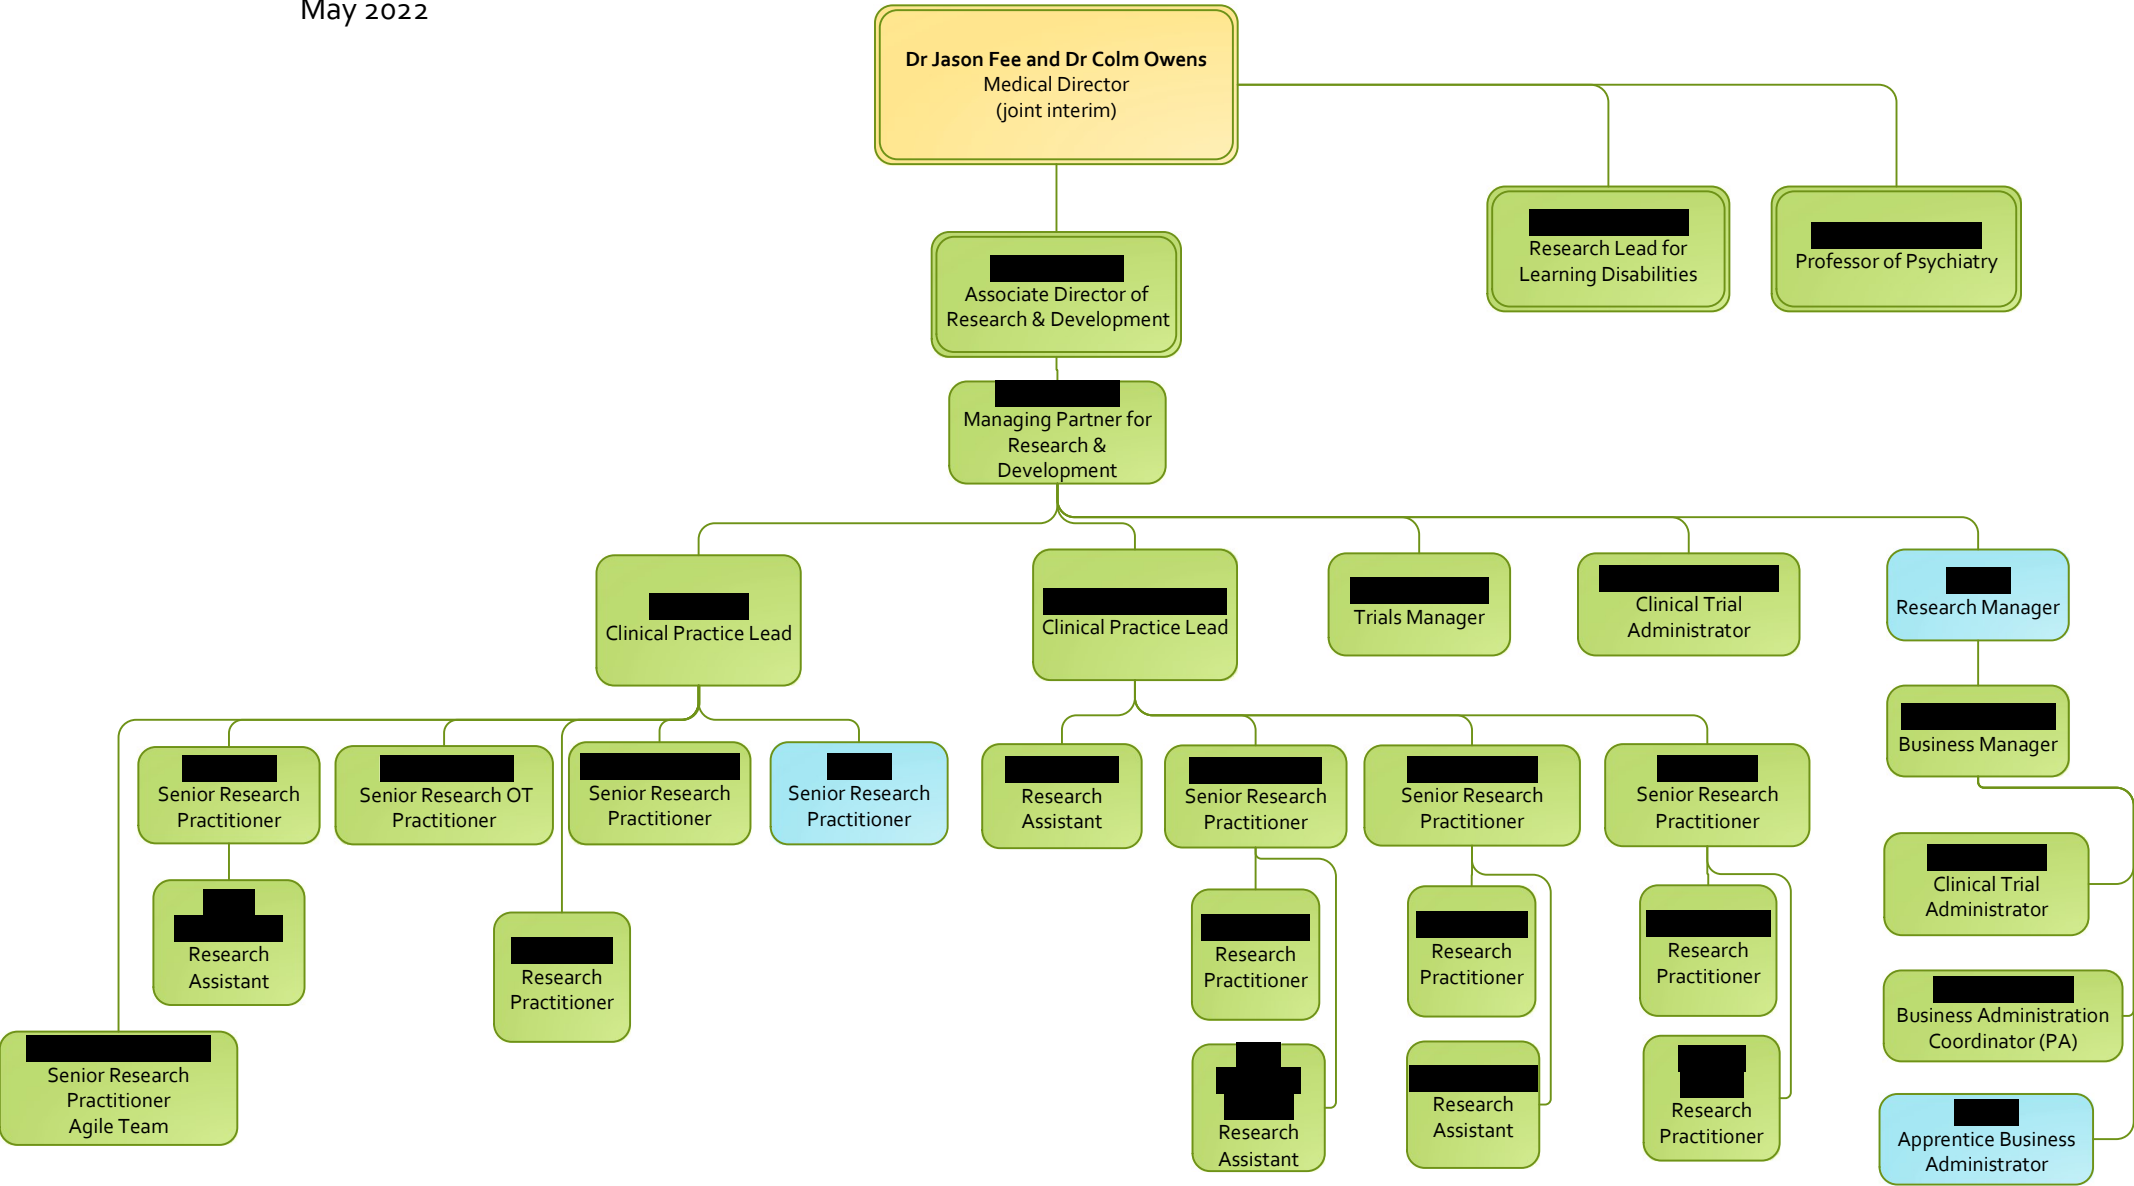 May 2022
Dr Jason Fee and Dr Colm Owens
Medical Director
(joint interim)
Research Lead for
Learning Disabilities
Professor of Psychiatry
Associate Director of
Research & Development
Managing Partner for
Research &
Development
Clinical Practice Lead
Clinical Practice Lead
Trials Manager
Clinical Trial
Administrator
Research Manager
Business Manager
Senior Research
Practitioner
Senior Research OT
Practitioner
Senior Research
Practitioner
Senior Research
Practitioner
Research
Assistant
Senior Research
Practitioner
Senior Research
Practitioner
Senior Research
Practitioner
Clinical Trial
Administrator
Research
Assistant
Research
Practitioner
Research
Practitioner
Research
Practitioner
Research
Practitioner
Business Administration
Coordinator (PA)
Senior Research
Practitioner
Agile Team
Research
Assistant
Research
Assistant
Research
Practitioner
Apprentice Business
Administrator